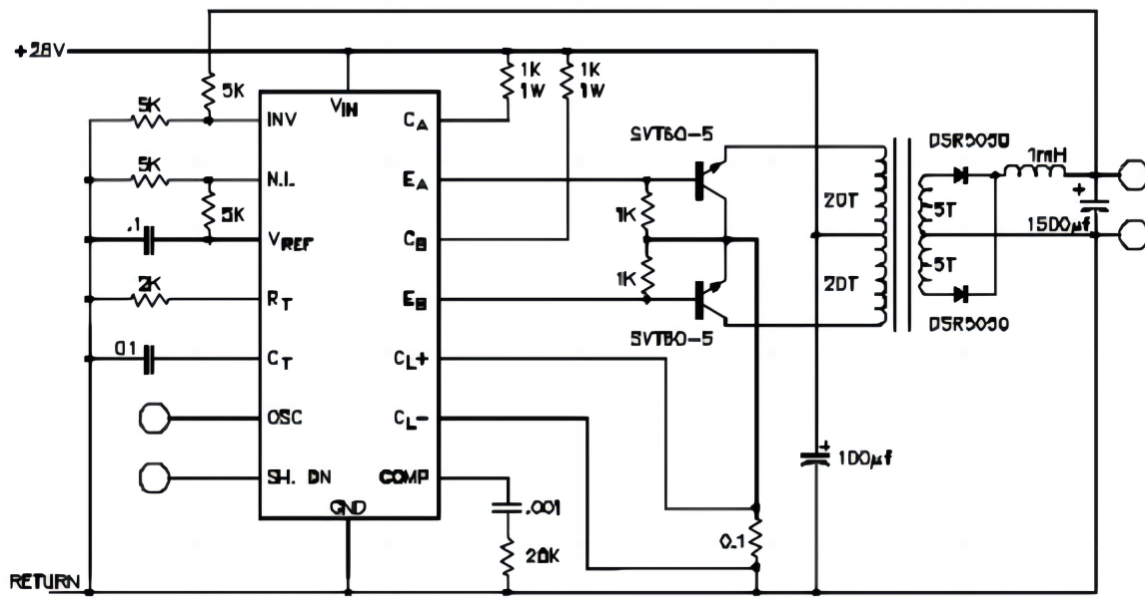 +28V
5K
1K
1W
1K
1W
5K
VIN
INV
CA
SVT60-5
DSR5050
1mH
5K
N.I.
EA
20T
5T
+
1500μf
5K
1K
.1
VREF
CB
5T
2K
1K
20T
RT
EB
SVT60-5
DSR5050
.01
CT
CL+
OSC
CL-
+
100μf
SH. DN
COMP
GND
.001
0.1
20K
RETURN